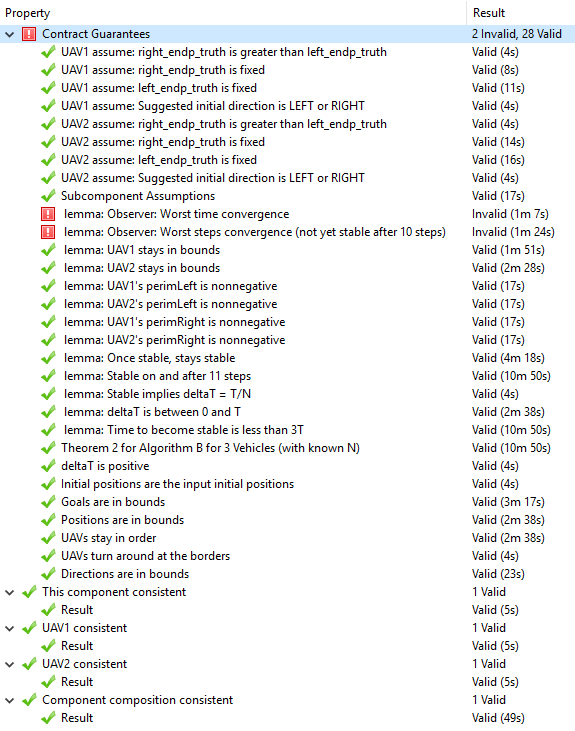 Property Result
Contract Guarantees 2 Invalid, 28 Valid
UAV1 assume: right_endp_truth is greater than left_endp_truth Valid (4s)
UAV1 assume: right_endp_truth is fixed Valid (8s)
UAV1 assume: left_endp_truth is fixed Valid (11s)
UAV1 assume: Suggested initial direction is LEFT or RIGHT Valid (4s)
UAV2 assume: right_endp_truth is greater than left_endp_truth Valid (4s)
UAV2 assume: right_endp_truth is fixed Valid (14s)
UAV2 assume: left_endp_truth is fixed Valid (16s)
UAV2 assume: Suggested initial direction is LEFT or RIGHT Valid (4s)
Subcomponent Assumptions Valid (17s)
lemma: Observer: Worst time convergence Invalid (1m 7s)
lemma: Observer: Worst steps convergence (not yet stable after 10 steps) Invalid (1m 24s)
lemma: UAV1 stays in bounds Valid (1m 51s)
lemma: UAV2 stays in bounds Valid (2m 28s)
lemma: UAV1's perimLeft is nonnegative Valid (17s)
lemma: UAV2's perimLeft is nonnegative Valid (17s)
lemma: UAV1's perimRight is nonnegative Valid (17s)
lemma: UAV2's perimRight is nonnegative Valid (17s)
lemma: Once stable, stays stable Valid (4m 18s)
lemma: Stable on and after 11 steps Valid (10m 50s)
lemma: Stable implies deltaT = T/N Valid (4s)
lemma: deltaT is between 0 and T Valid (2m 38s)
lemma: Time to become stable is less than 3T Valid (10m 50s)
Theorem 2 for Algorithm B for 3 Vehicles (with known N) Valid (10m 50s)
deltaT is positive Valid (4s)
Initial positions are the input initial positions Valid (4s)
Goals are in bounds Valid (3m 17s)
Positions are in bounds Valid (2m 38s)
UAVs stay in order Valid (2m 38s)
UAVs turn around at the borders Valid (4s)
Directions are in bounds Valid (23s)
This component consistent 1 Valid
Result Valid (5s)
UAV1 consistent 1 Valid
Result Valid (5s)
UAV2 consistent 1 Valid
Result Valid (5s)
Component composition consistent 1 Valid
Result Valid (49s)